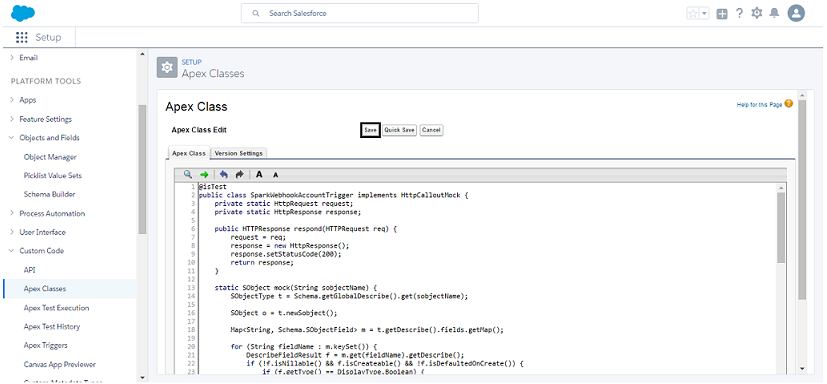 Search Salesforce
Setup
Email
PLATFORM TOOLS
Apps
Feature Settings
Objects and Fields
Object Manager
Picklist Value Sets
Schema Builder
Process Automation
User Interface
Custom Code
API
Apex Classes
Apex Test Execution
Apex Test History
Apex Triggers
Canvas App Previewer
Custom Metadata Types
SETUP
Apex Classes
Apex Class
Help for this Page
Apex Class Edit
Save Quick Save Cancel
Apex Class Version Settings
A A
1 @isTest
2 public class SparkWebhookAccountTrigger implements HttpCalloutMock {
3 private static HttpRequest request;
4 private static HttpResponse response;
5
6 public HTTPResponse respond(HTTPRequest req) {
7 request = req;
8 response = new HttpResponse();
9 response.setStatusCode(200);
10 return response;
11 }
12
13 static SObject mock(String sobjectName) {
14 SObjectType t = Schema.getGlobalDescribe().get(sobjectName);
15
16 SObject o = t.newSobject();
17
18 Map<String, Schema.SObjectField> m = t.getDescribe().fields.getMap();
19
20 for (String fieldName : m.keySet()) {
21 DescribeFieldResult f = m.get(fieldName).getDescribe();
22 if (!f.isNillable() && f.isCreateable() && !f.isDefaultedOnCreate()) {
23 if (f.getType() == DisplayType.Boolean) {